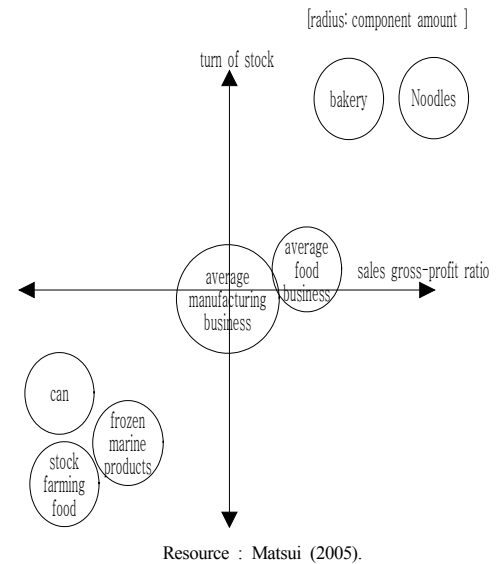 [radius: component amount ]
turn of stock
bakery
Noodles
average
food
business
sales gross-profit ratio
average
manufacturing
business
can
frozen
marine
products
stock
farming
food
Resource : Matsui (2005).